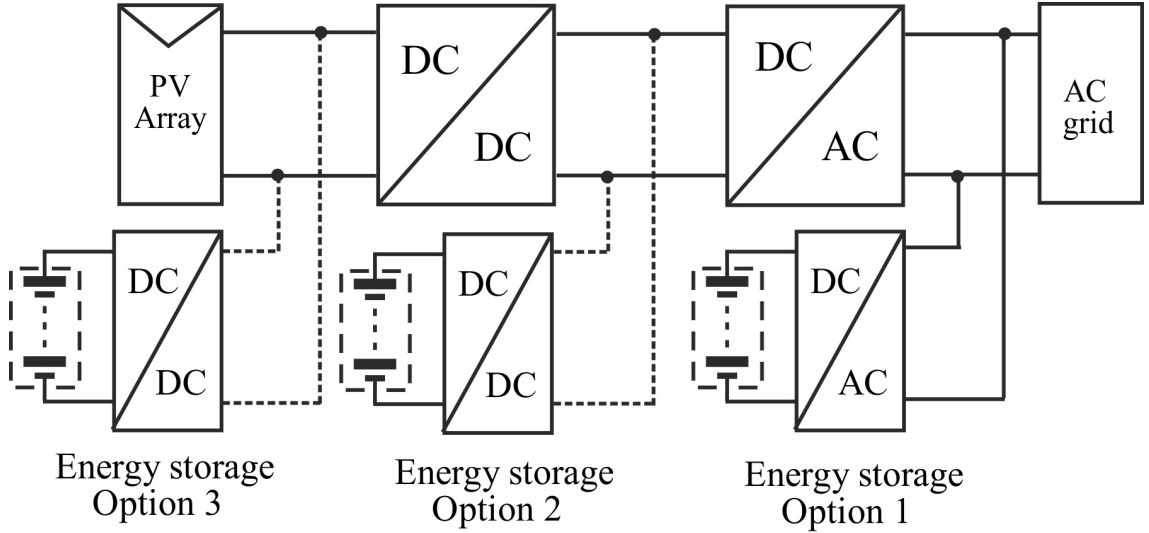 PV
Array
DC
DC
DC
AC
AC
grid
DC
DC
DC
DC
DC
AC
Energy storage
Option 3
Energy storage
Option 2
Energy storage
Option 1